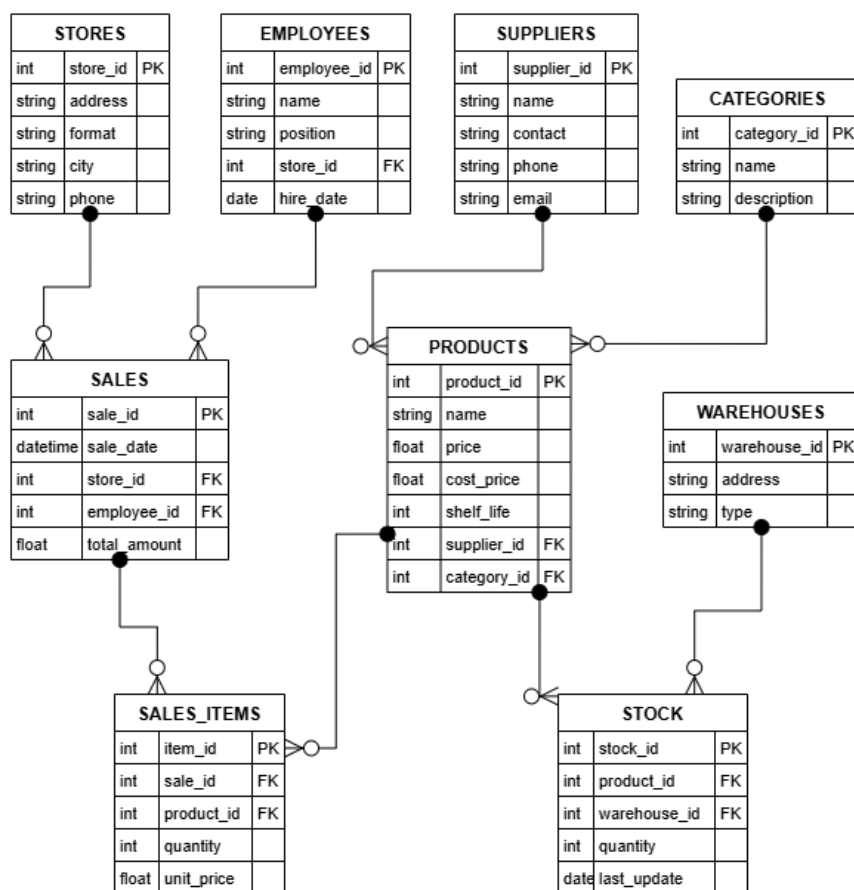 STORES
int store_id PK
string address
string format
string city
string phone
EMPLOYEES
int employee_id PK
string name
string position
int store_id FK
date hire_date
SUPPLIERS
int supplier_id PK
string name
string contact
string phone
string email
CATEGORIES
int category_id PK
string name
string description
SALES
int sale_id PK
datetime sale_date
int store_id FK
int employee_id FK
float total_amount
PRODUCTS
int product_id PK
string name
float price
float cost_price
int shelf_life
int supplier_id FK
int category_id FK
WAREHOUSES
int warehouse_id PK
string address
string type
SALES_ITEMS
int item_id PK
int sale_id FK
int product_id FK
int quantity
float unit_price
STOCK
int stock_id PK
int product_id FK
int warehouse_id FK
int quantity
date last_update